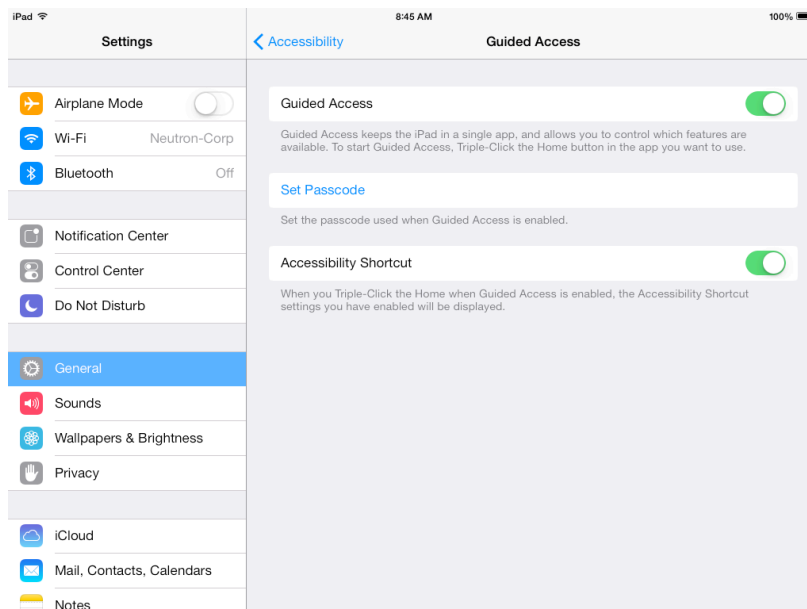 iPad
8:45 AM
100%
Settings
Accessibility
Guided Access
Airplane Mode
Wi-Fi
Neutron-Corp
Bluetooth
Off
Notification Center
Control Center
Do Not Disturb
General
Sounds
Wallpapers & Brightness
Privacy
iCloud
Mail, Contacts, Calendars
Notes
Guided Access
Guided Access keeps the iPad in a single app, and allows you to control which features are
available. To start Guided Access, Triple-Click the Home button in the app you want to use.
Set Passcode
Set the passcode used when Guided Access is enabled.
Accessibility Shortcut
When you Triple-Click the Home when Guided Access is enabled, the Accessibility Shortcut
settings you have enabled will be displayed.